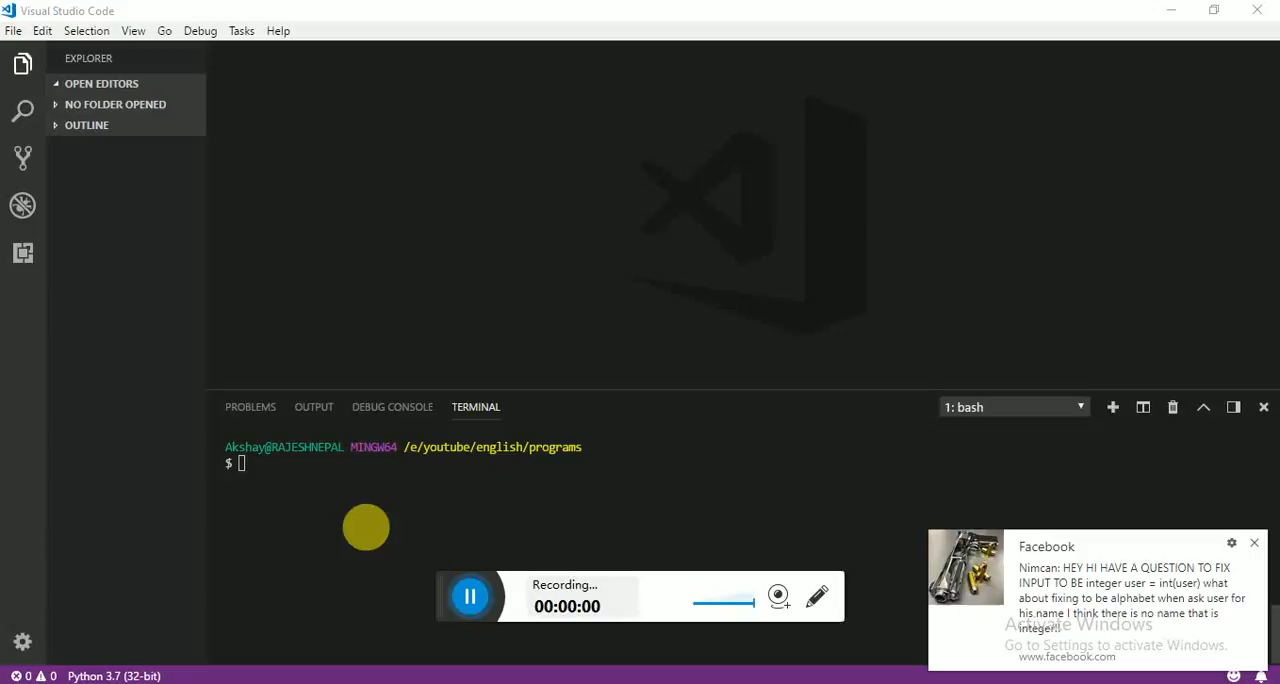 Visual Studio Code
File Edit Selection View Go Debug Tasks Help
EXPLORER
OPEN EDITORS
NO FOLDER OPENED
OUTLINE
PROBLEMS OUTPUT DEBUG CONSOLE TERMINAL
1: bash
Akshay@RAJESHNEPAL MINGW64 /e/youtube/english/programs
$
Recording...
00:00:00
Facebook
Nimcan: HEY HI HAVE A QUESTION TO FIX
INPUT TO BE integer user = int(user) what
about fixing to be alphabet when ask user for
his name I think there is no name that is
integer!!
www.facebook.com
Activate Windows
Go to Settings to activate Windows.
0 0 Python 3.7 (32-bit)